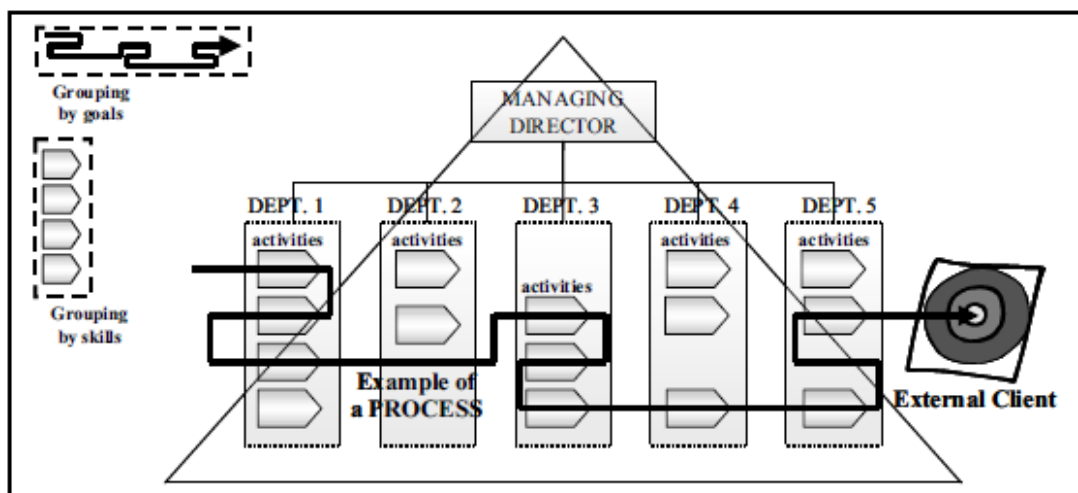 Grouping
by goals
MANAGING
DIRECTOR
DEPT. 1
DEPT. 2
DEPT. 3
DEPT. 4
DEPT. 5
activities
activities
activities
activities
activities
Grouping
by skills
Example of
a PROCESS
External Client